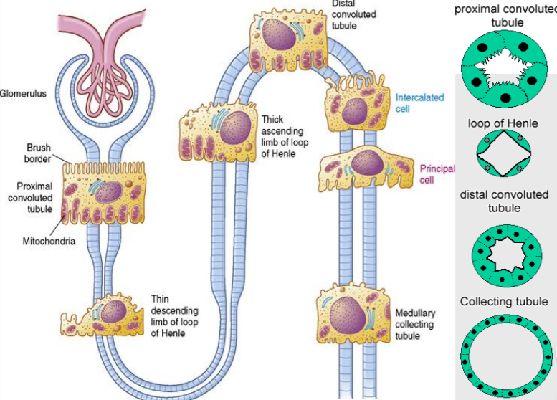 Glomerulus
Brush
border
Proximal
convoluted
tubule
Mitochondria
Thin
descending
limb of loop
of Henle
Thick
ascending
limb of loop
of Henle
Distal
convoluted
tubule
Intercalated
cell
Principal
cell
Medullary
collecting
tubule
proximal convoluted
tubule
loop of Henle
distal convoluted
tubule
Collecting tubule